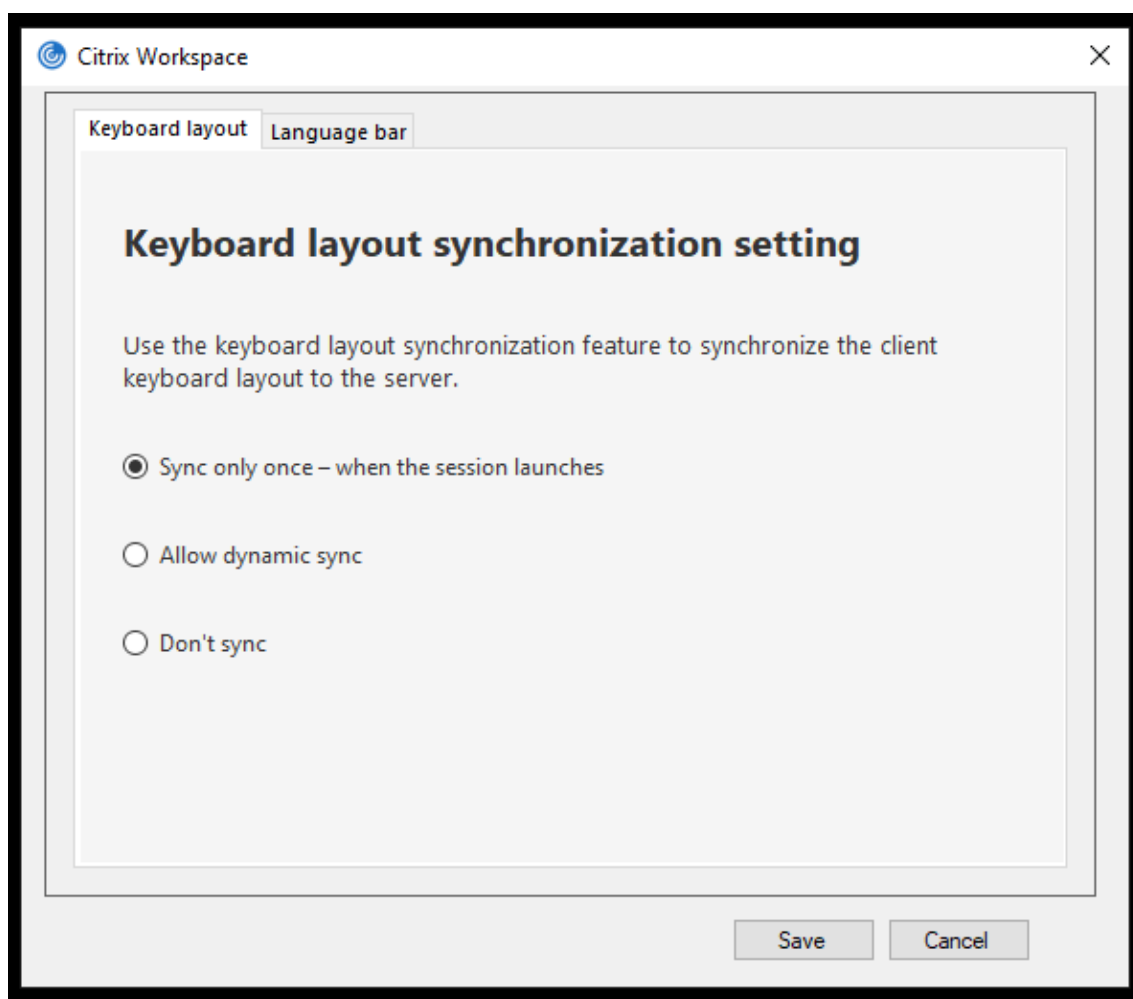 Citrix Workspace
Keyboard layout
Language bar
Keyboard layout synchronization setting
Use the keyboard layout synchronization feature to synchronize the client
keyboard layout to the server.
Sync only once – when the session launches
Allow dynamic sync
Don't sync
Save
Cancel